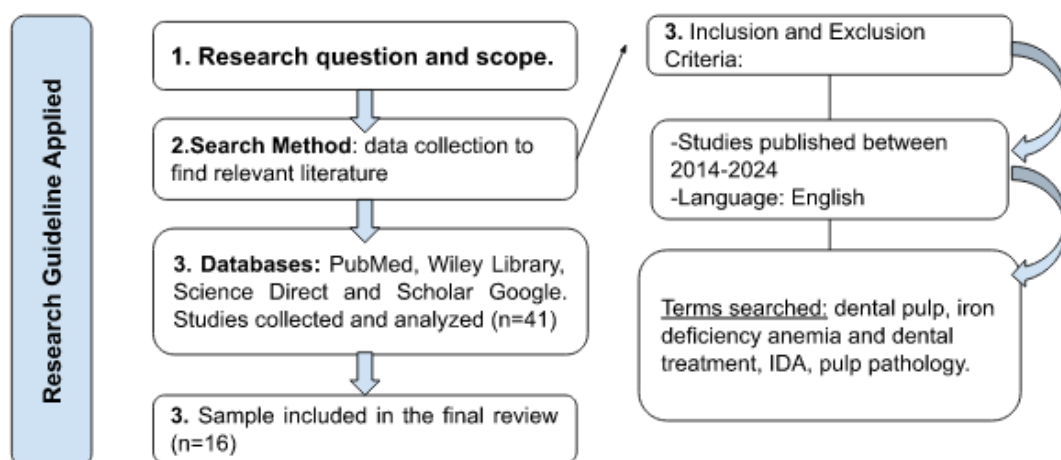 Research Guideline Applied
1. Research question and scope.
2.Search Method: data collection to
find relevant literature
3. Databases: PubMed, Wiley Library,
Science Direct and Scholar Google.
Studies collected and analyzed (n=41)
3. Sample included in the final review
(n=16)
3. Inclusion and Exclusion
Criteria:
-Studies published between
2014-2024
-Language: English
Terms searched: dental pulp, iron
deficiency anemia and dental
treatment, IDA, pulp pathology.